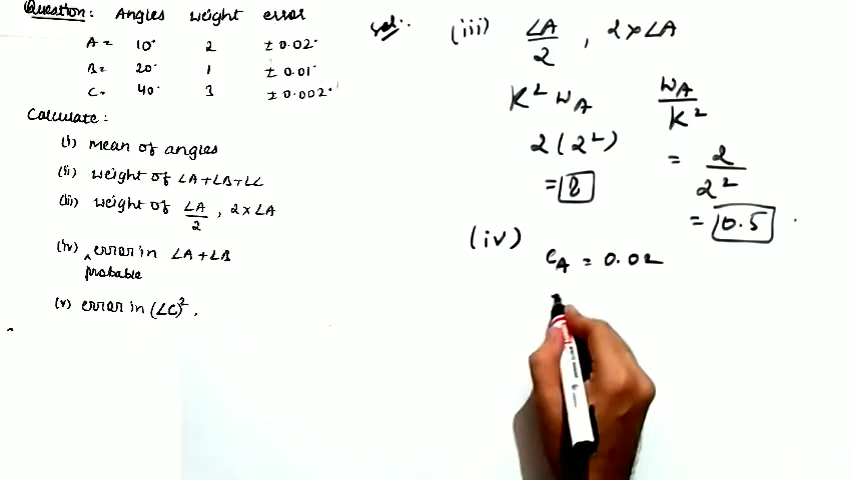 Question: Angles weight error
A = 10° 2 ± 0.02°
B = 20° 1 ± 0.01°
C = 40° 3 ± 0.002°
Calculate:
(i) mean of angles
(ii) weight of ∠A+∠B+∠C
(iii) weight of ∠A/2 , 2×∠A
(iv) probable error in ∠A+∠B
(v) error in (∠C)²,
Sol:-
(iii) ∠A/2 , 2×∠A
K² W_A
2(2²)
= 8
W_A/K²
= 2/2²
= 0.5
(iv) e_A = 0.02